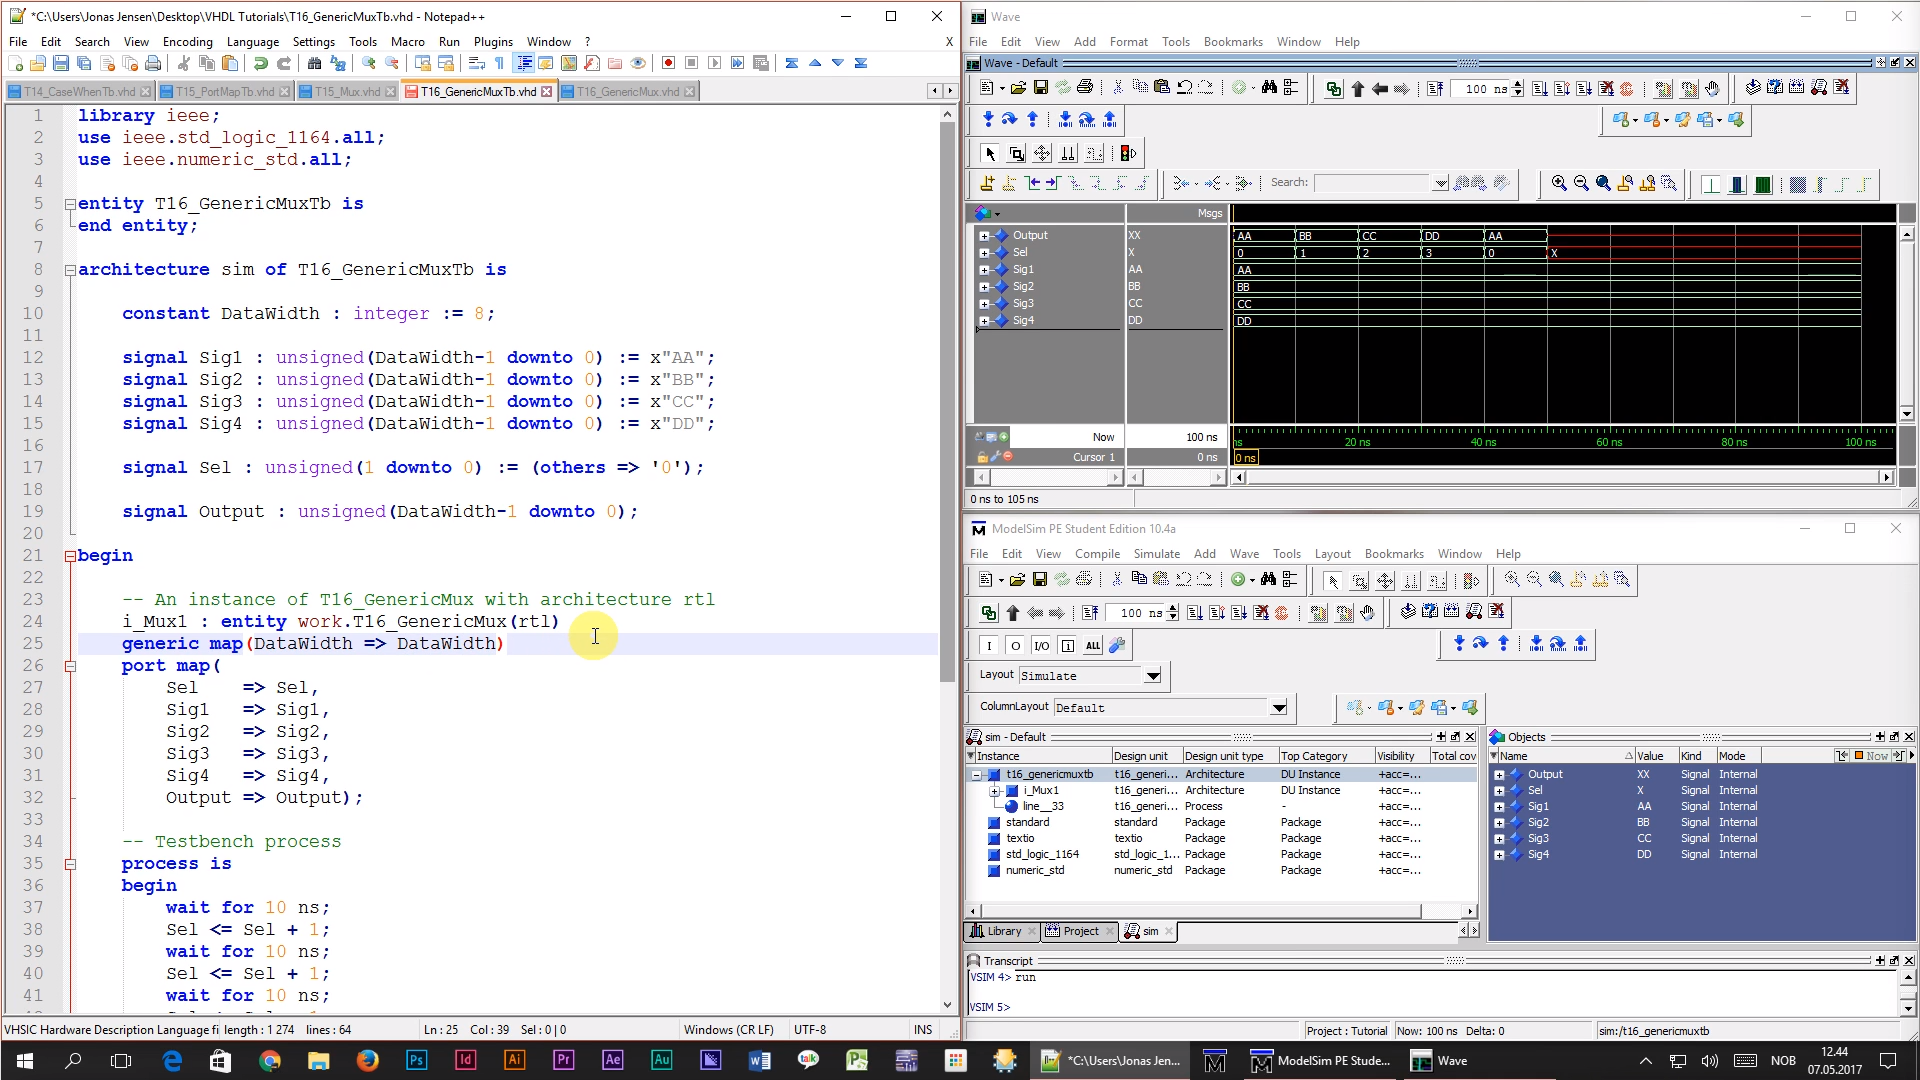 *C:\Users\Jonas Jensen\Desktop\VHDL Tutorials\T16_GenericMuxTb.vhd - Notepad++
File Edit Search View Encoding Language Settings Tools Macro Run Plugins Window ? X
T14_CaseWhenTb.vhd T15_PortMapTb.vhd T15_Mux.vhd T16_GenericMuxTb.vhd T16_GenericMux.vhd
1 library ieee;
2 use ieee.std_logic_1164.all;
3 use ieee.numeric_std.all;
4
5 entity T16_GenericMuxTb is
6 end entity;
7
8 architecture sim of T16_GenericMuxTb is
9
10 constant DataWidth : integer := 8;
11
12 signal Sig1 : unsigned(DataWidth-1 downto 0) := x"AA";
13 signal Sig2 : unsigned(DataWidth-1 downto 0) := x"BB";
14 signal Sig3 : unsigned(DataWidth-1 downto 0) := x"CC";
15 signal Sig4 : unsigned(DataWidth-1 downto 0) := x"DD";
16
17 signal Sel : unsigned(1 downto 0) := (others => '0');
18
19 signal Output : unsigned(DataWidth-1 downto 0);
20
21 begin
22
23 -- An instance of T16_GenericMux with architecture rtl
24 i_Mux1 : entity work.T16_GenericMux(rtl)
25 generic map(DataWidth => DataWidth)
26 port map(
27 Sel => Sel,
28 Sig1 => Sig1,
29 Sig2 => Sig2,
30 Sig3 => Sig3,
31 Sig4 => Sig4,
32 Output => Output);
33
34 -- Testbench process
35 process is
36 begin
37 wait for 10 ns;
38 Sel <= Sel + 1;
39 wait for 10 ns;
40 Sel <= Sel + 1;
41 wait for 10 ns;
VHSIC Hardware Description Language fi length : 1 274 lines : 64 Ln : 25 Col : 39 Sel : 0 | 0 Windows (CR LF) UTF-8 INS
Wave
File Edit View Add Format Tools Bookmarks Window Help
Wave - Default
100 ns
Search:
Msgs
Output XX AA BB CC DD AA
Sel X 0 1 2 3 0 X
Sig1 AA AA
Sig2 BB BB
Sig3 CC CC
Sig4 DD DD
Now 100 ns ns 20 ns 40 ns 60 ns 80 ns 100 ns
Cursor 1 0 ns 0 ns
0 ns to 105 ns
ModelSim PE Student Edition 10.4a
File Edit View Compile Simulate Add Wave Tools Layout Bookmarks Window Help
100 ns
I O I/O i ALL
Layout Simulate
ColumnLayout Default
sim - Default
Instance Design unit Design unit type Top Category Visibility Total cov
t16_genericmuxtb t16_generi... Architecture DU Instance +acc=...
i_Mux1 t16_generi... Architecture DU Instance +acc=...
line__33 t16_generi... Process - +acc=...
standard standard Package Package +acc=...
textio textio Package Package +acc=...
std_logic_1164 std_logic_1... Package Package +acc=...
numeric_std numeric_std Package Package +acc=...
Library Project sim
Objects
Name Value Kind Mode Now
Output XX Signal Internal
Sel X Signal Internal
Sig1 AA Signal Internal
Sig2 BB Signal Internal
Sig3 CC Signal Internal
Sig4 DD Signal Internal
Transcript
VSIM 4> run
VSIM 5>
Project : Tutorial Now: 100 ns Delta: 0 sim:/t16_genericmuxtb
Ps Id Ai Pr Ae Au talk *C:\Users\Jonas Jen... ModelSim PE Stude... Wave NOB 12.44
07.05.2017